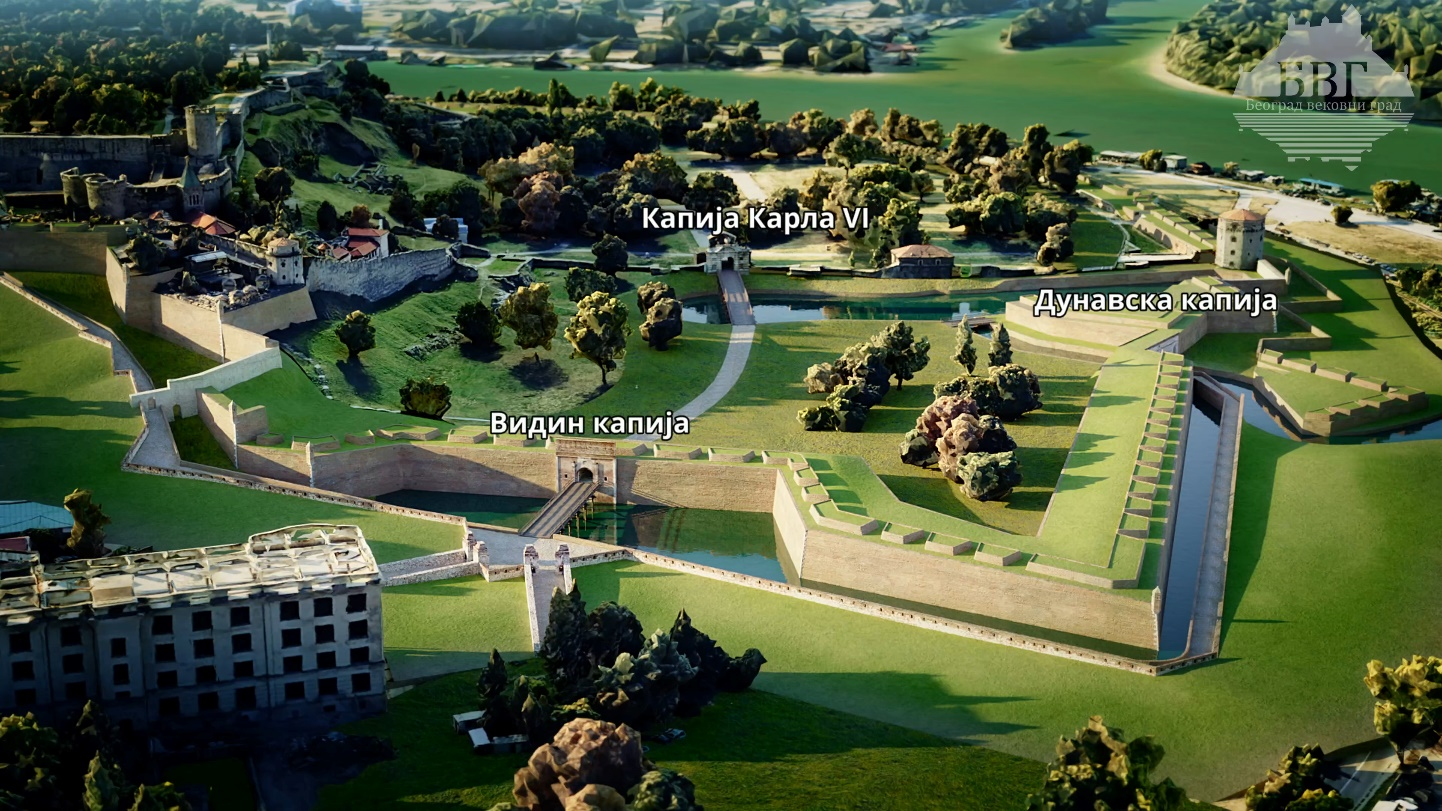 БВГ
Београд вековни град
Капија Карла VI
Дунавска капија
Видин капија